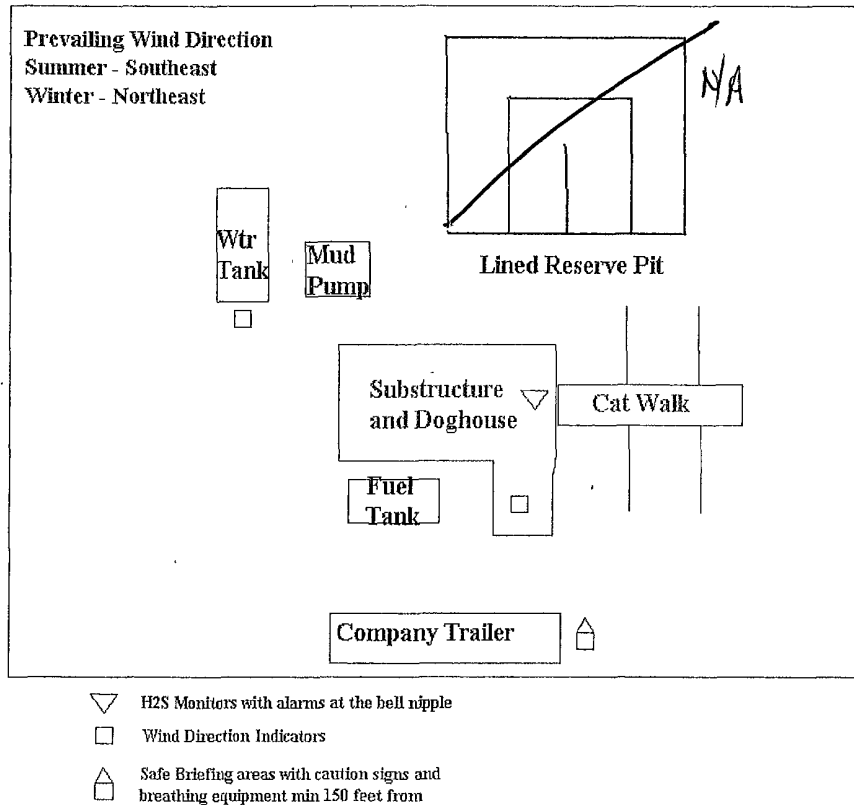 Prevailing Wind Direction
Summer - Southeast
Winter - Northeast
N/A
Wtr
Tank
Mud
Pump
Lined Reserve Pit
Substructure
and Doghouse
Cat Walk
Fuel
Tank
Company Trailer
H2S Monitors with alarms at the bell nipple
Wind Direction Indicators
Safe Briefing areas with caution signs and
breathing equipment min 150 feet from